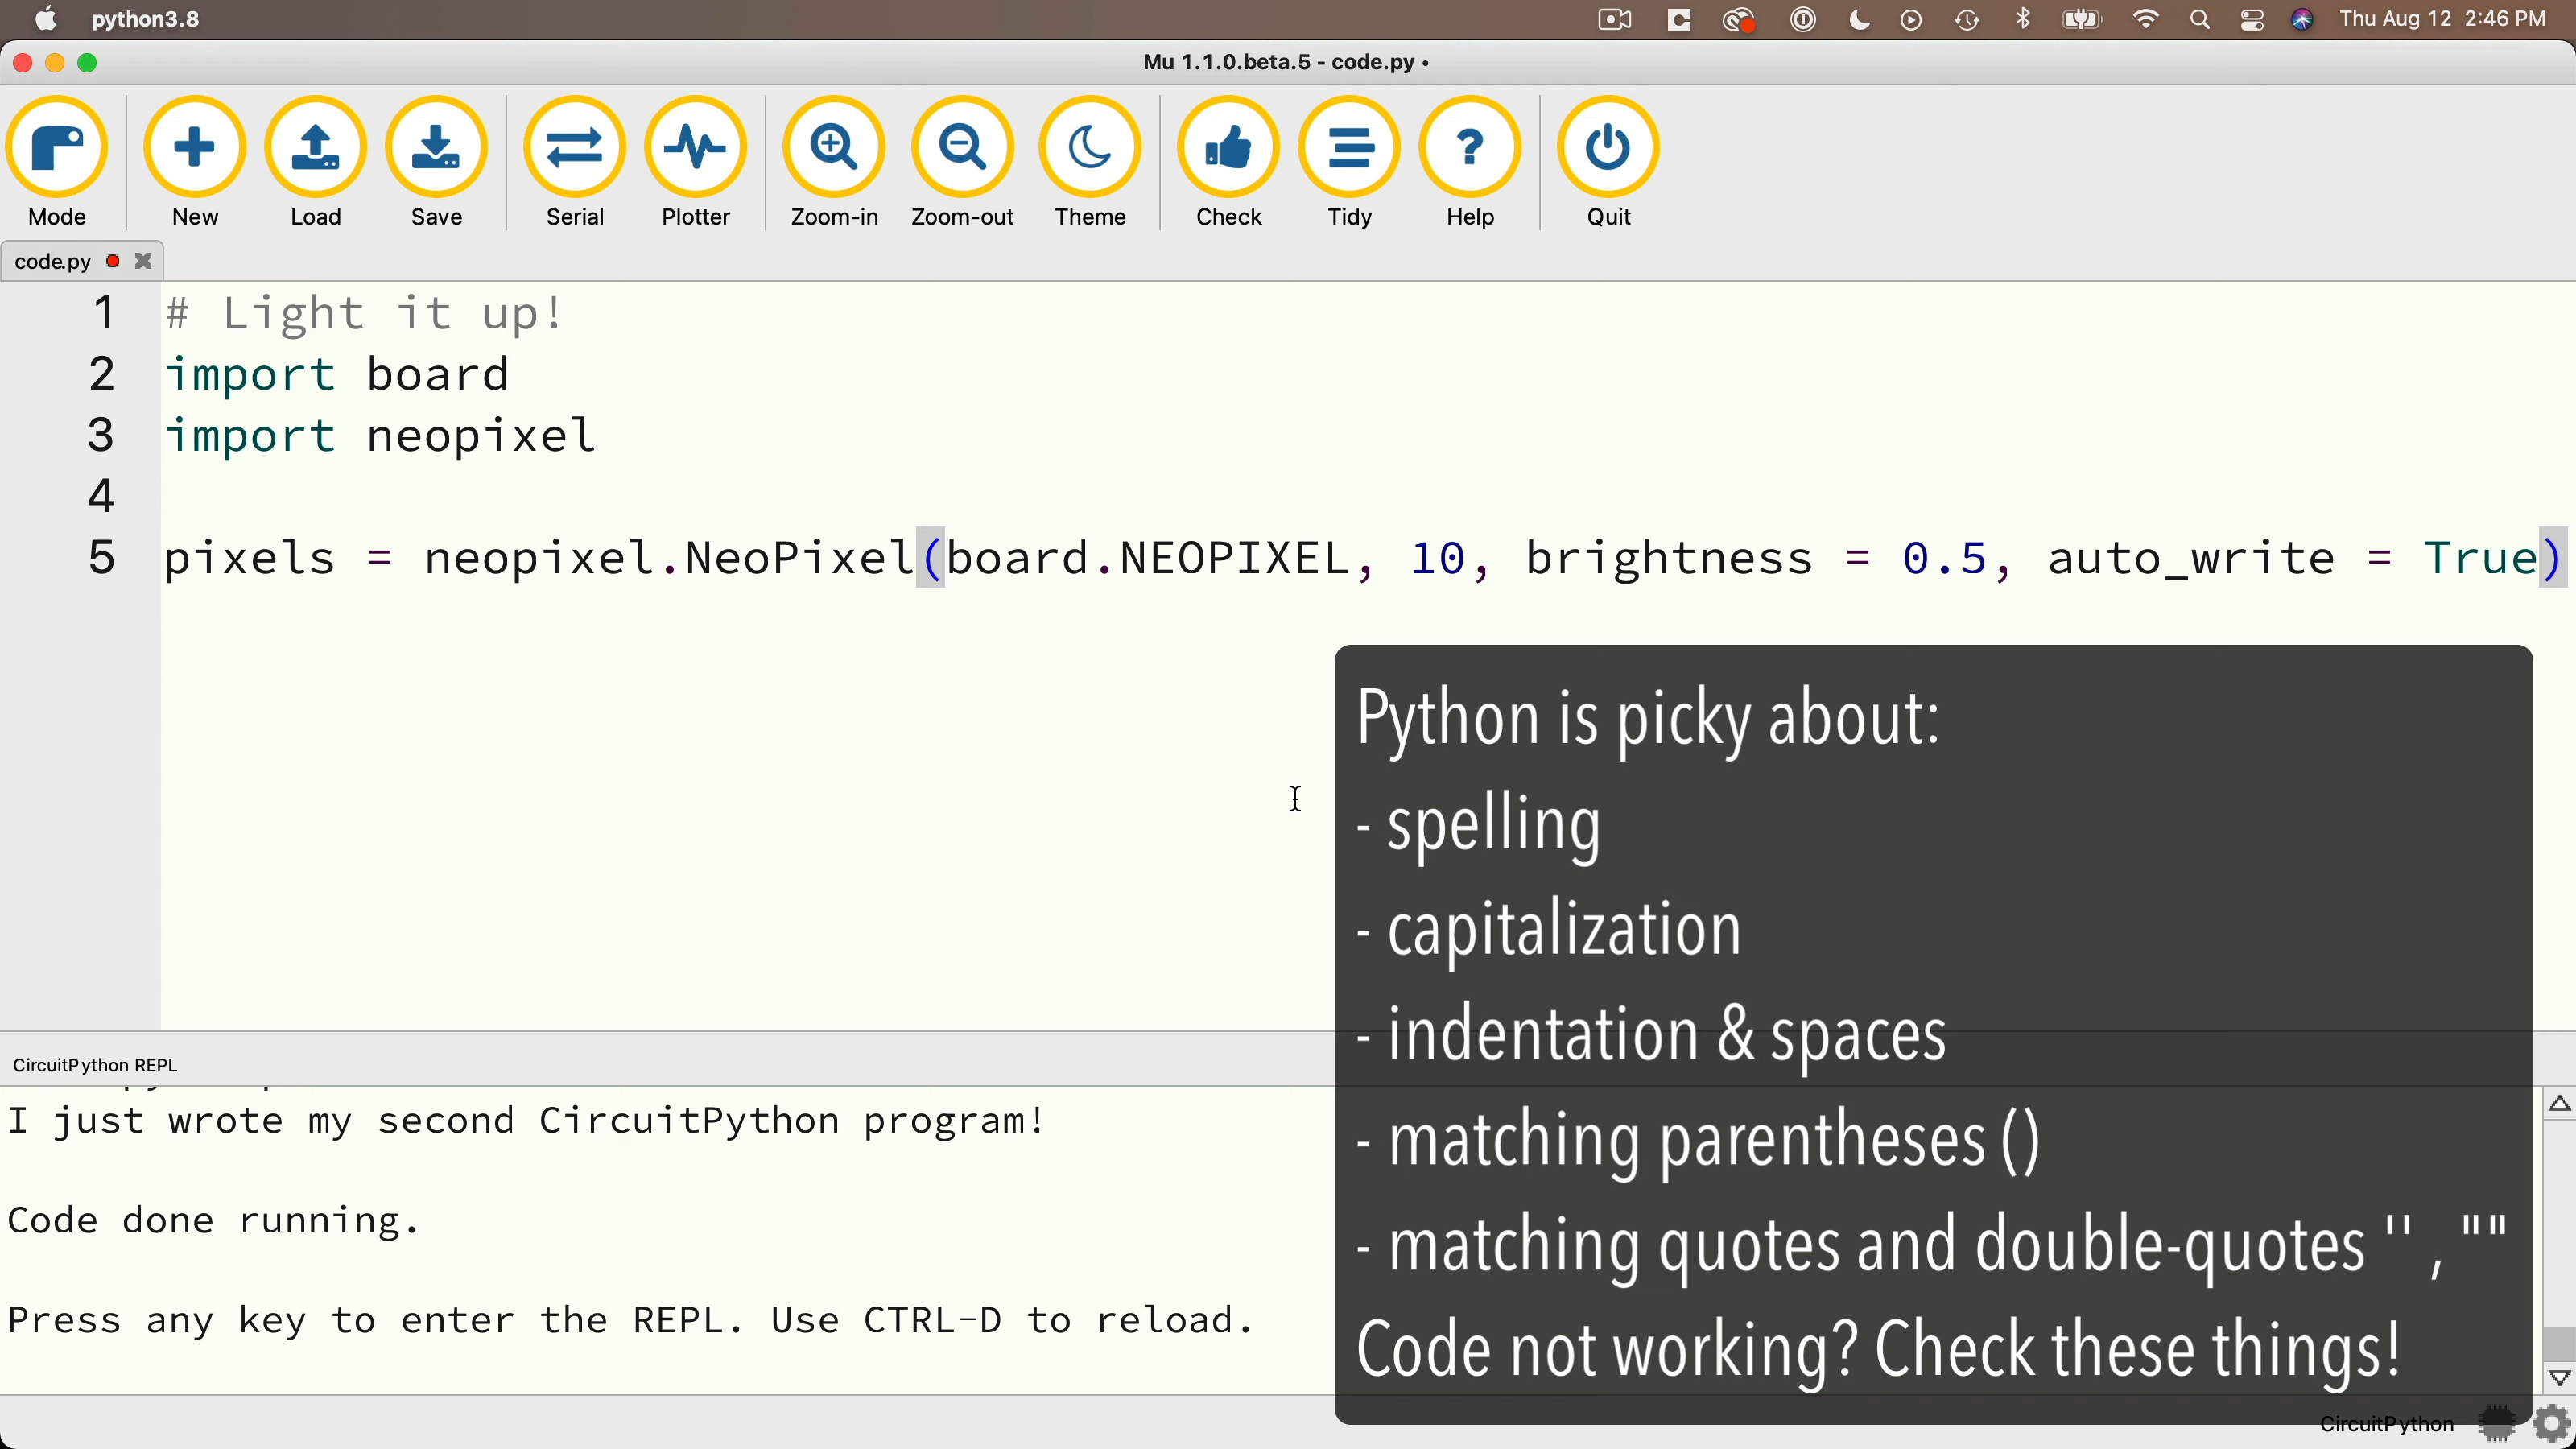 python3.8
Thu Aug 12 2:46 PM
Mu 1.1.0.beta.5 - code.py •
Mode
New
Load
Save
Serial
Plotter
Zoom-in
Zoom-out
Theme
Check
Tidy
Help
Quit
code.py
1 # Light it up!
2 import board
3 import neopixel
4
5 pixels = neopixel.NeoPixel(board.NEOPIXEL, 10, brightness = 0.5, auto_write = True)
Python is picky about:
- spelling
- capitalization
- indentation & spaces
- matching parentheses ()
- matching quotes and double-quotes '' , ""
Code not working? Check these things!
CircuitPython REPL
I just wrote my second CircuitPython program!
Code done running.
Press any key to enter the REPL. Use CTRL-D to reload.
CircuitPython